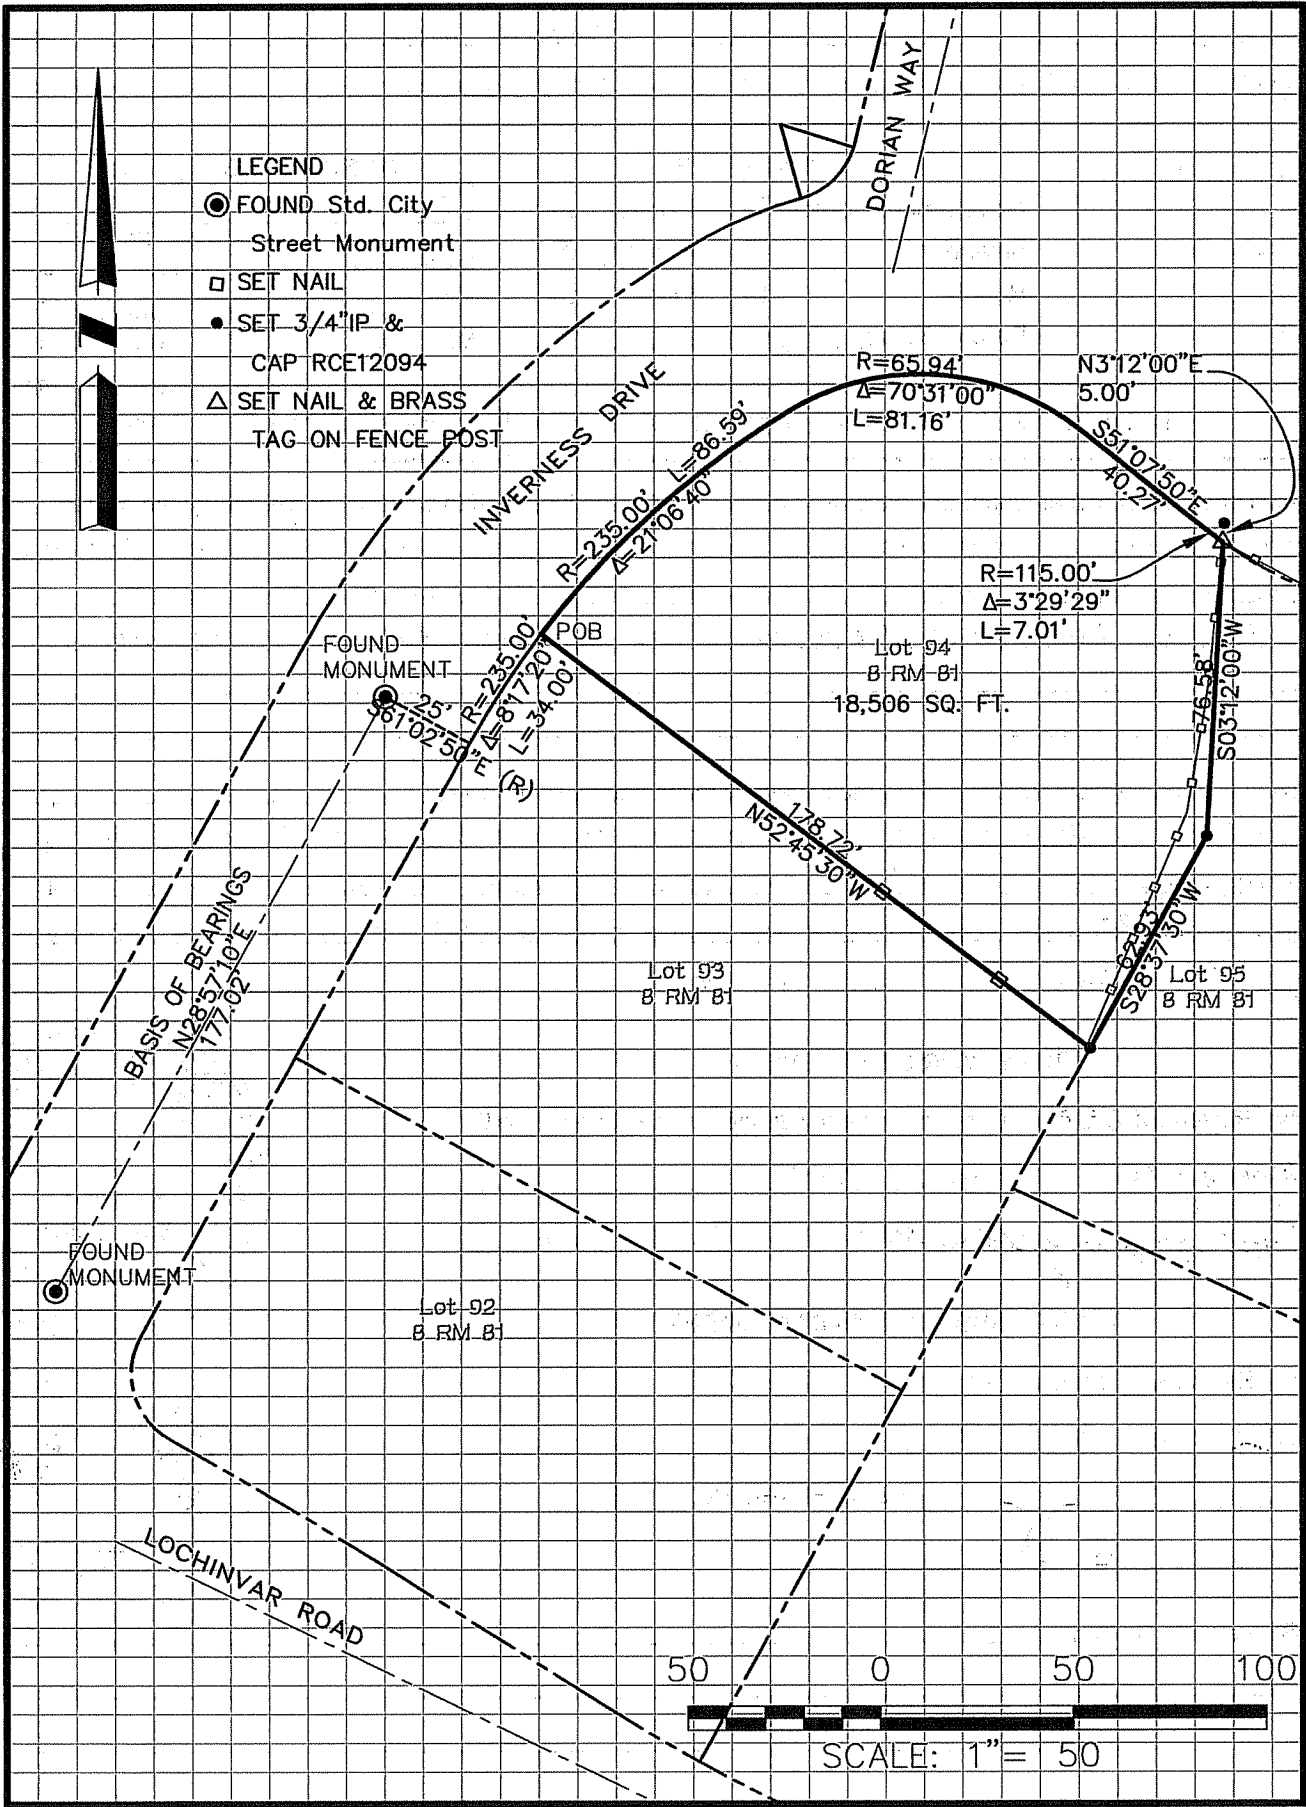 DORIAN WAY
LEGEND
FOUND Std. City
Street Monument
SET NAIL
SET 3/4"IP &
CAP RCE12094
SET NAIL & BRASS
TAG ON FENCE POST
INVERNESS DRIVE
R=65.94'
Δ=70°31'00"
L=81.16'
N3°12'00"E
5.00'
S51°07'50"E
40.27'
R=235.00' L=86.59'
Δ=21°06'40"
R=115.00'
Δ=3°29'29"
L=7.01'
POB
FOUND
MONUMENT
R=235.00'
Δ=8°17'20"
L=34.00'
25'
S61°02'50"E (R)
Lot 94
8 RM 81
18,506 SQ. FT.
76.58'
S03°12'00"W
178.72'
N52°45'30"W
62.93'
S28°37'30"W
BASIS OF BEARINGS
N28°57'10"E
177.02'
Lot 93
8 RM 81
Lot 95
8 RM 81
FOUND
MONUMENT
Lot 92
8 RM 81
LOCHINVAR ROAD
50 0 50 100
SCALE: 1"= 50